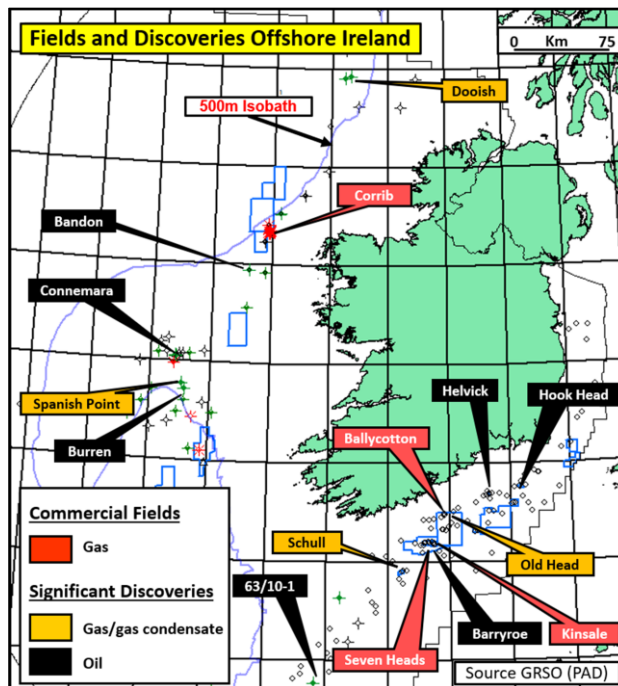 Fields and Discoveries Offshore Ireland
0 Km 75
Dooish
500m Isobath
Corrib
Bandon
Connemara
Helvick
Hook Head
Spanish Point
Ballycotton
Burren
Commercial Fields
Gas
Schull
Old Head
Significant Discoveries
63/10-1
Gas/gas condensate
Barryroe
Kinsale
Oil
Seven Heads
Source GRSO (PAD)